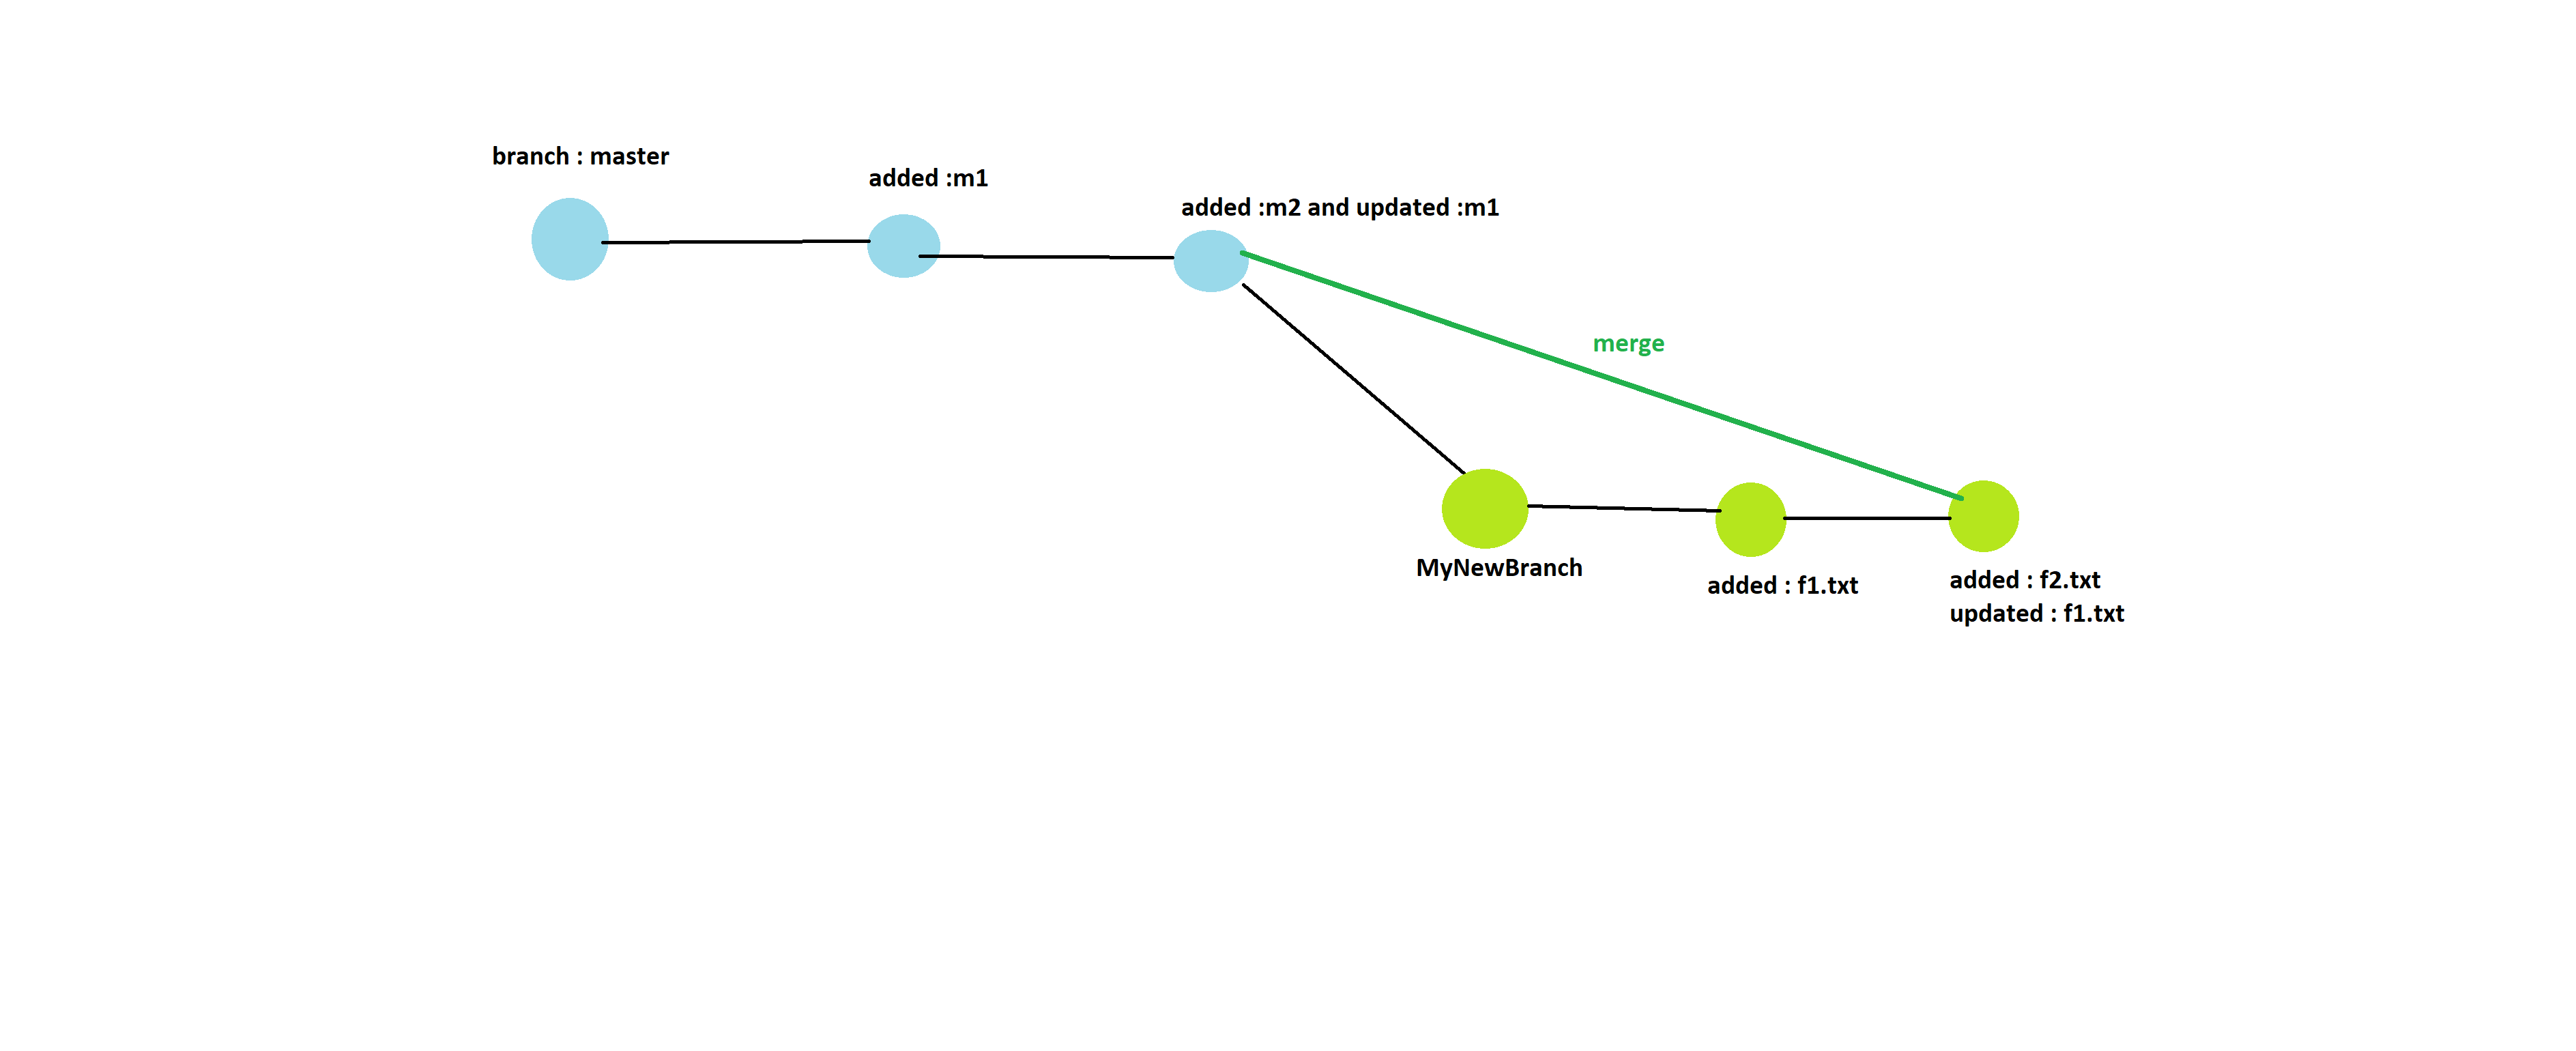 branch : master
added :m1
added :m2 and updated :m1
merge
MyNewBranch
added : f1.txt
added : f2.txt
updated : f1.txt